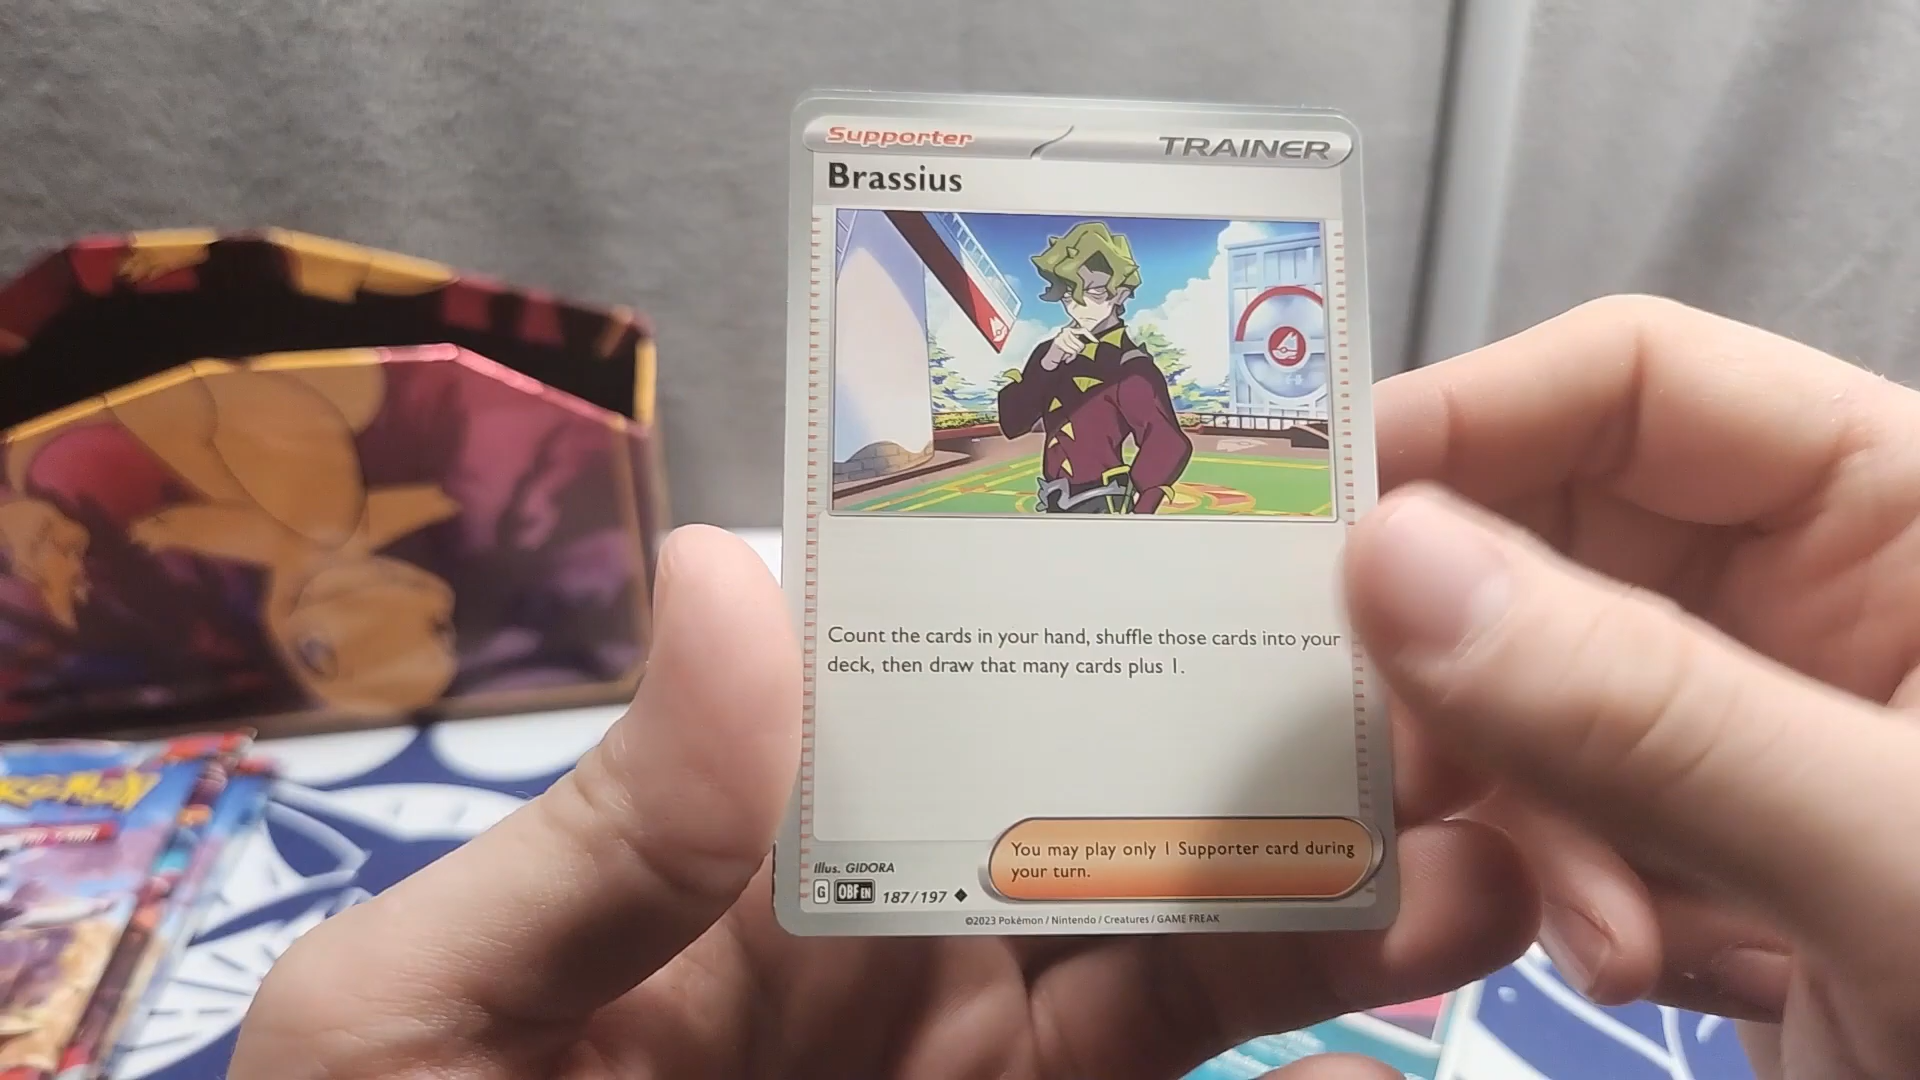 Supporter
TRAINER
Brassius
Count the cards in your hand, shuffle those cards into your
deck, then draw that many cards plus 1.
You may play only 1 Supporter card during
your turn.
Illus. GIDORA
G OBF EN 187/197
©2023 Pokémon / Nintendo / Creatures / GAME FREAK